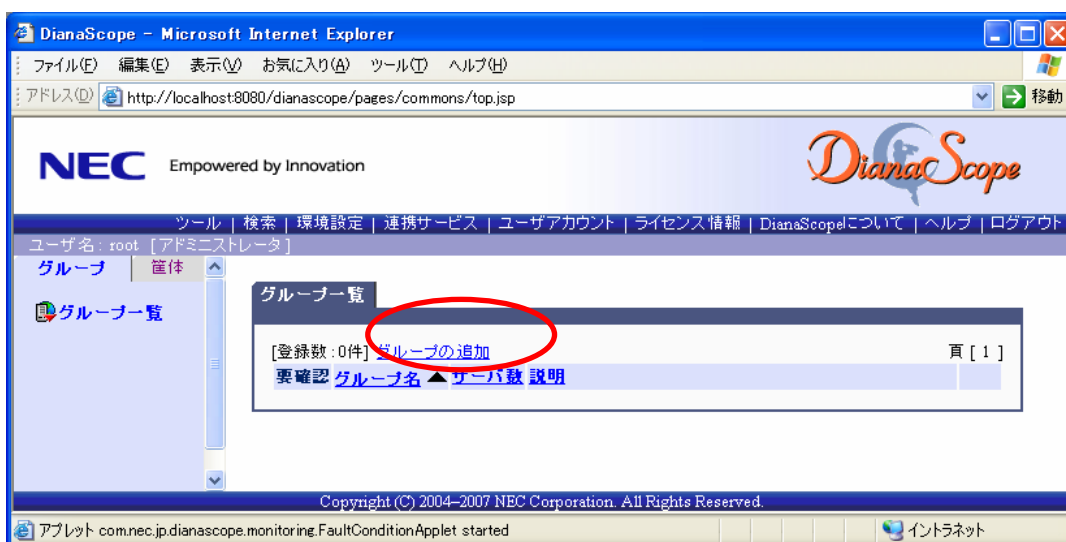 DianaScope - Microsoft Internet Explorer
ファイル(F) 編集(E) 表示(V) お気に入り(A) ツール(T) ヘルプ(H)
アドレス(D) http://localhost:8080/dianascope/pages/commons/top.jsp 移動
NEC Empowered by Innovation DianaScope
ツール | 検索 | 環境設定 | 連携サービス | ユーザアカウント | ライセンス情報 | DianaScopeについて | ヘルプ | ログアウト
ユーザ名 : root [アドミニストレータ]
グループ 筐体
グループ一覧
グループ一覧
[登録数 : 0件] グループの追加 頁 [ 1 ]
要確認 グループ名 ▲ サーバ数 説明
Copyright (C) 2004-2007 NEC Corporation. All Rights Reserved.
アプレット com.nec.jp.dianascope.monitoring.FaultConditionApplet started イントラネット